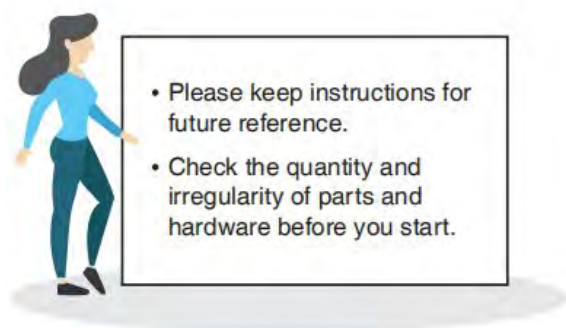 • Please keep instructions for
future reference.
• Check the quantity and
irregularity of parts and
hardware before you start.